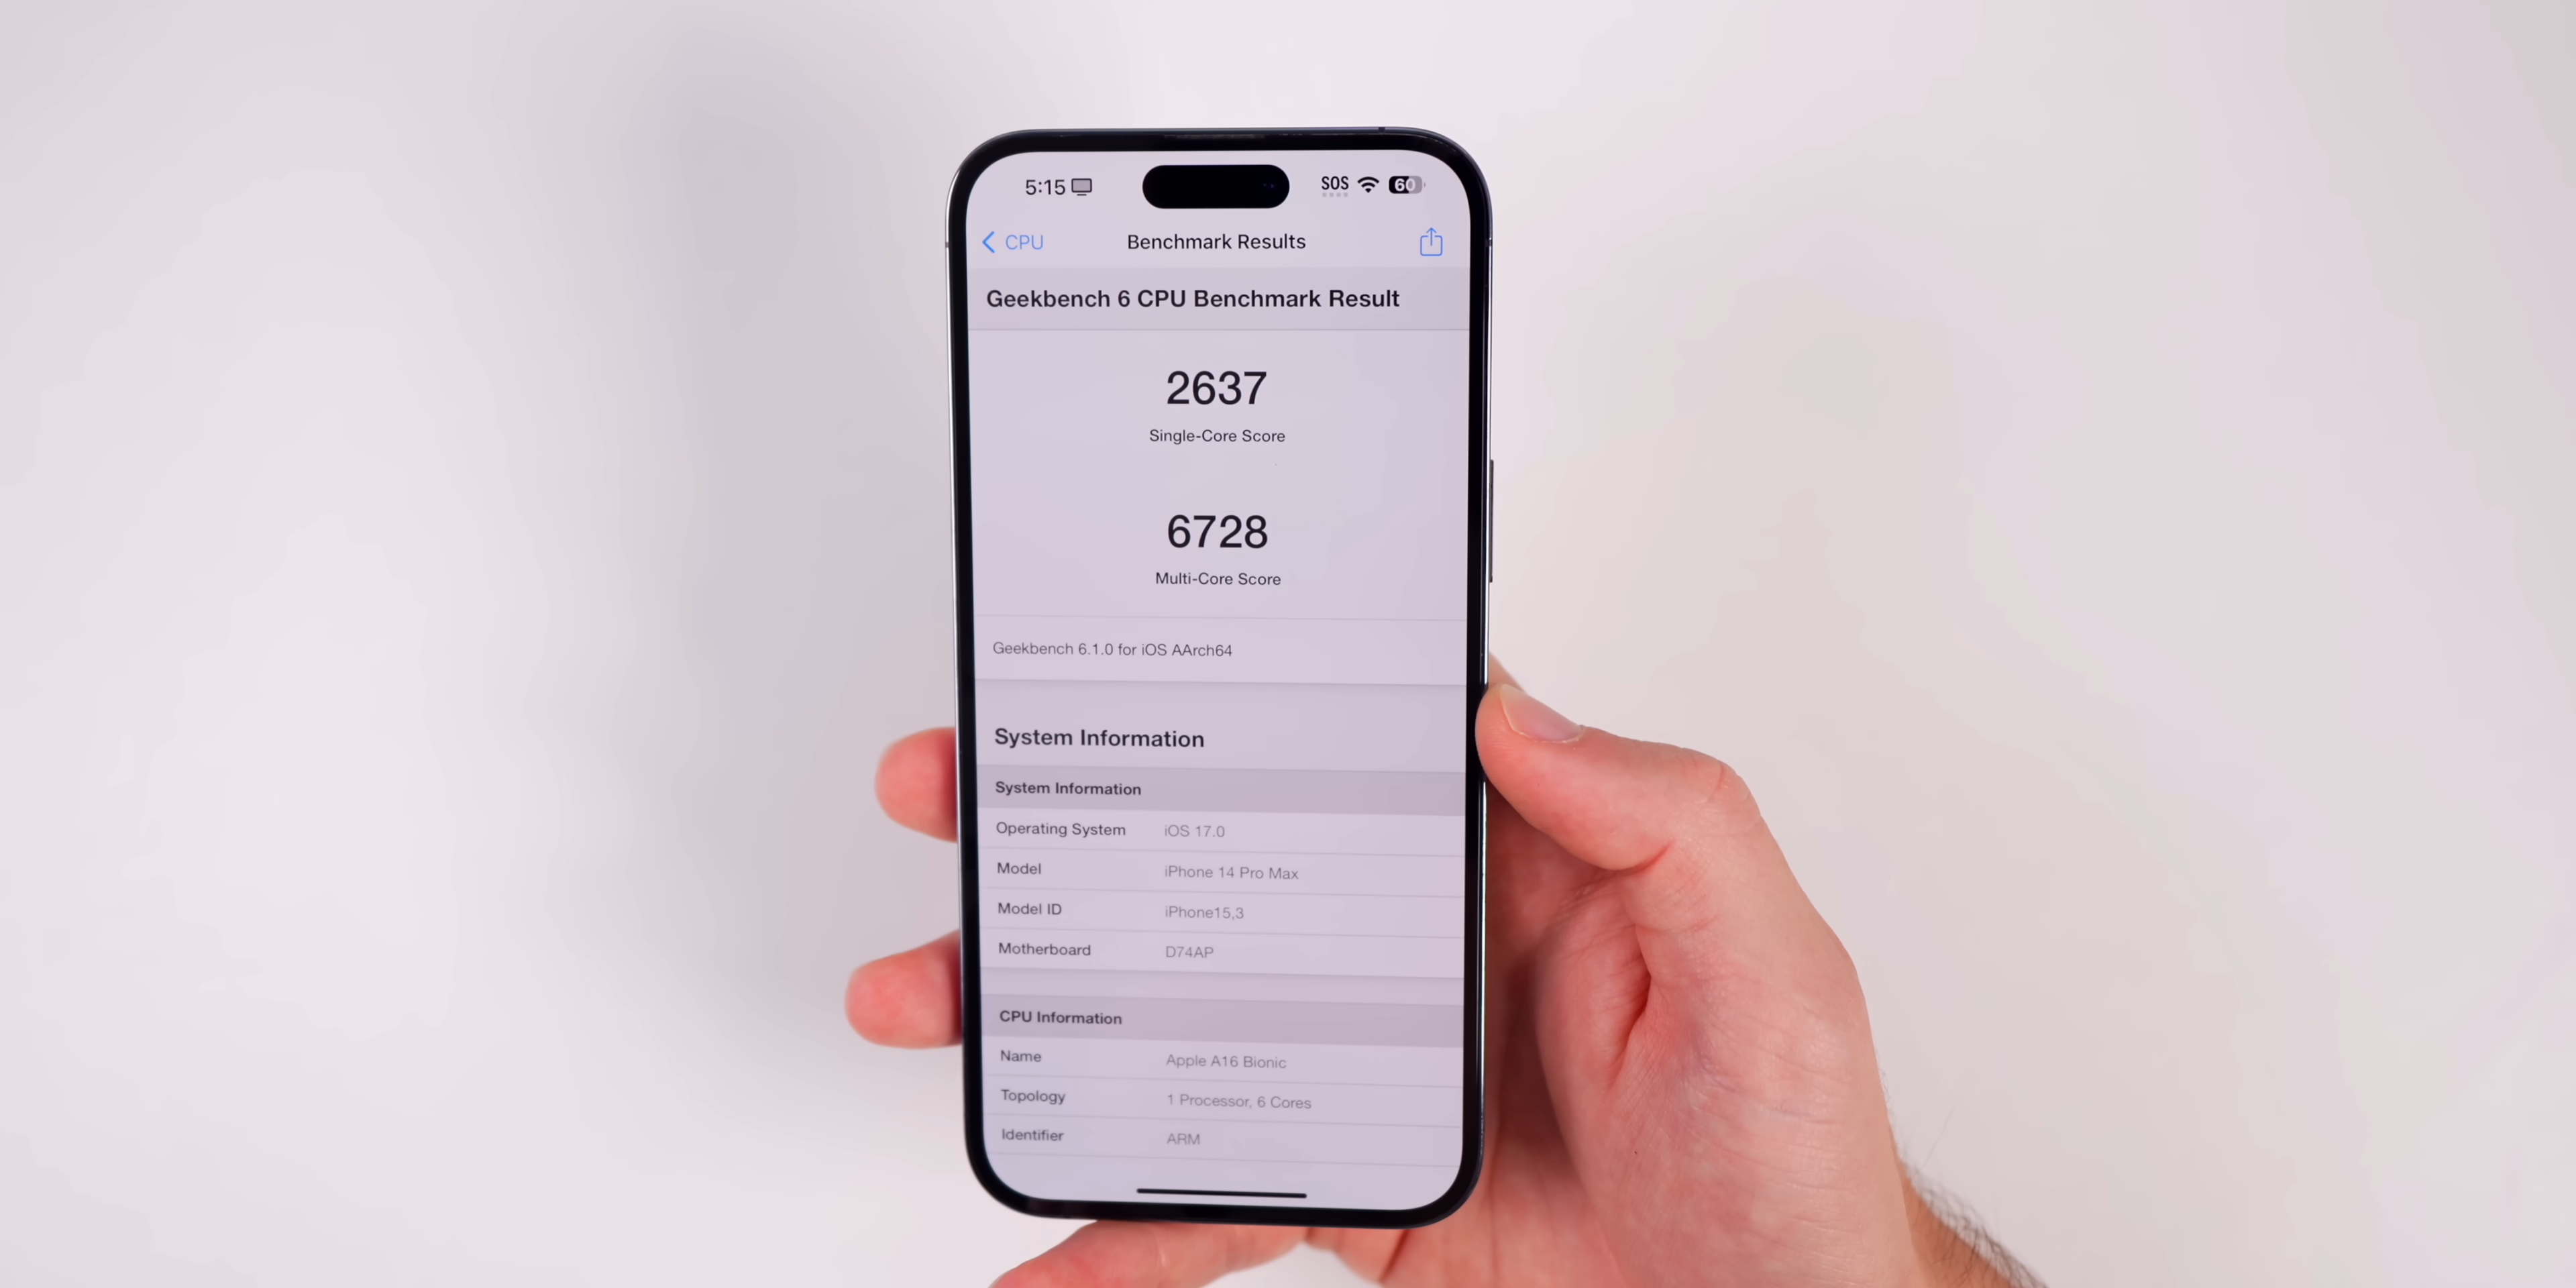 5:15 SOS 60
CPU Benchmark Results
Geekbench 6 CPU Benchmark Result
2637
Single-Core Score
6728
Multi-Core Score
Geekbench 6.1.0 for iOS AArch64
System Information
System Information
Operating System iOS 17.0
Model iPhone 14 Pro Max
Model ID iPhone15,3
Motherboard D74AP
CPU Information
Name Apple A16 Bionic
Topology 1 Processor, 6 Cores
Identifier ARM